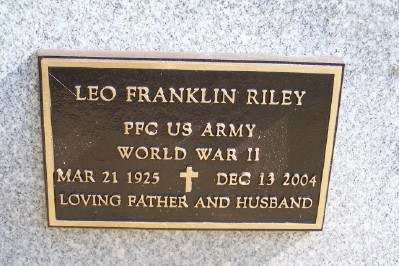 LEO FRANKLIN RILEY
PFC US ARMY
WORLD WAR II
MAR 21 1925 DEC 13 2004
LOVING FATHER AND HUSBAND